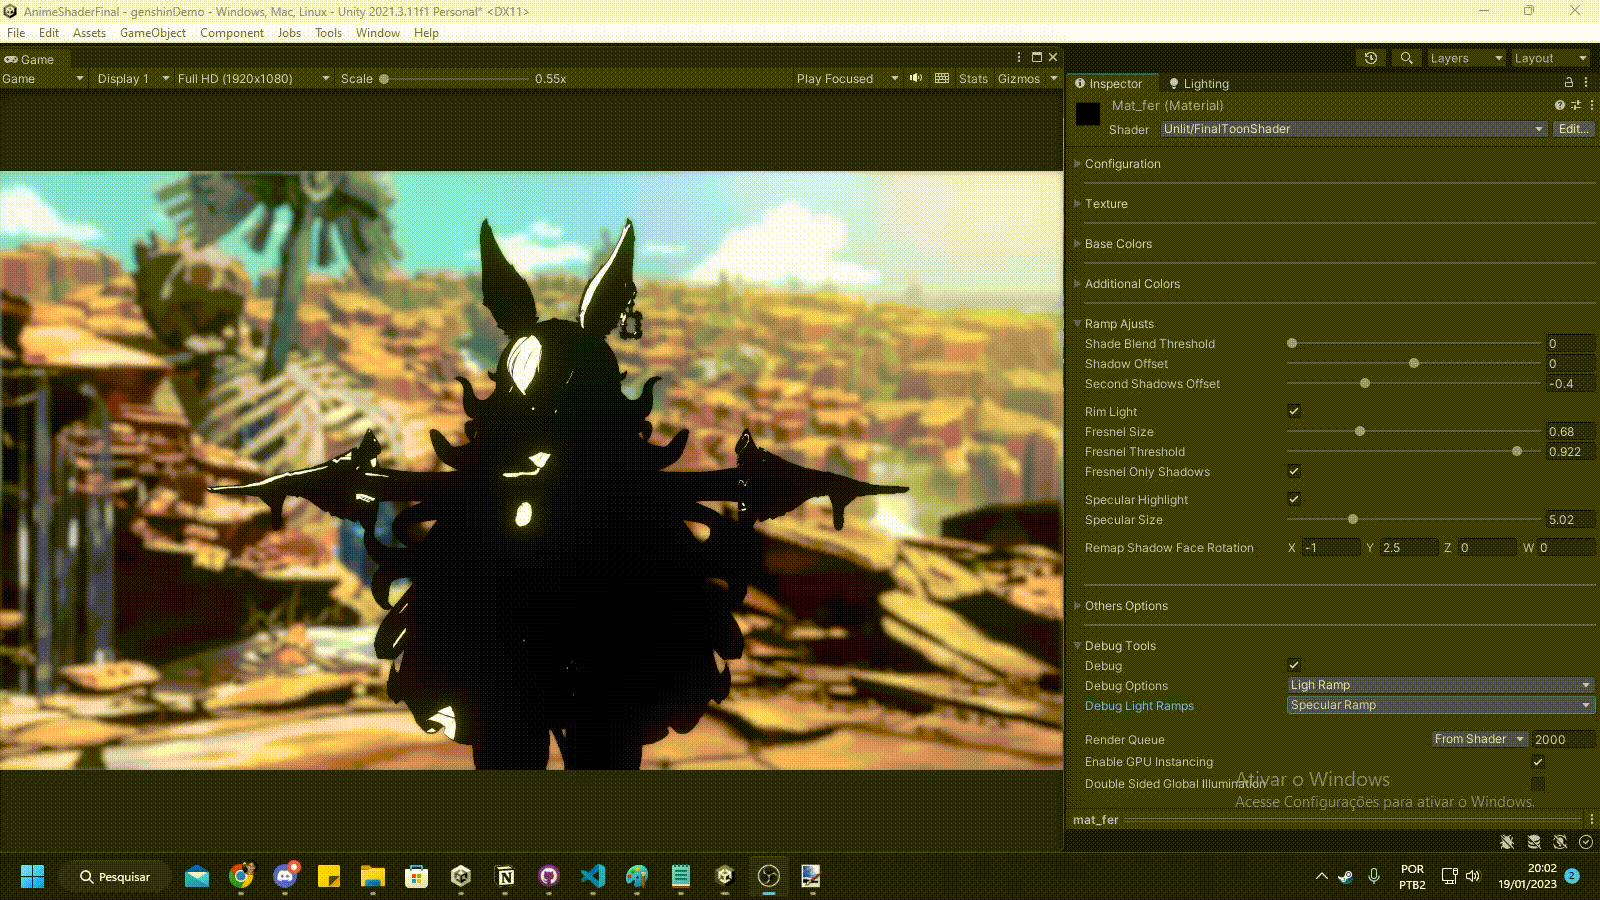 AnimeShaderFinal - genshinDemo - Windows, Mac, Linux - Unity 2021.3.11f1 Personal* <DX11>
File Edit Assets GameObject Component Jobs Tools Window Help
Game
Game Display 1 Full HD (1920x1080) Scale 0.55x Play Focused Stats Gizmos
Layers Layout
Inspector Lighting
Mat_fer (Material)
Shader Unlit/FinalToonShader Edit...
Configuration
Texture
Base Colors
Additional Colors
Ramp Ajusts
Shade Blend Threshold 0
Shadow Offset 0
Second Shadows Offset -0.4
Rim Light
Fresnel Size 0.68
Fresnel Threshold 0.922
Fresnel Only Shadows
Specular Highlight
Specular Size 5.02
Remap Shadow Face Rotation X -1 Y 2.5 Z 0 W 0
Others Options
Debug Tools
Debug
Debug Options Ligh Ramp
Debug Light Ramps Specular Ramp
Render Queue From Shader 2000
Enable GPU Instancing
Double Sided Global Illumination
Ativar o Windows
Acesse Configurações para ativar o Windows.
mat_fer
Pesquisar
POR
PTB2
20:02
19/01/2023
2